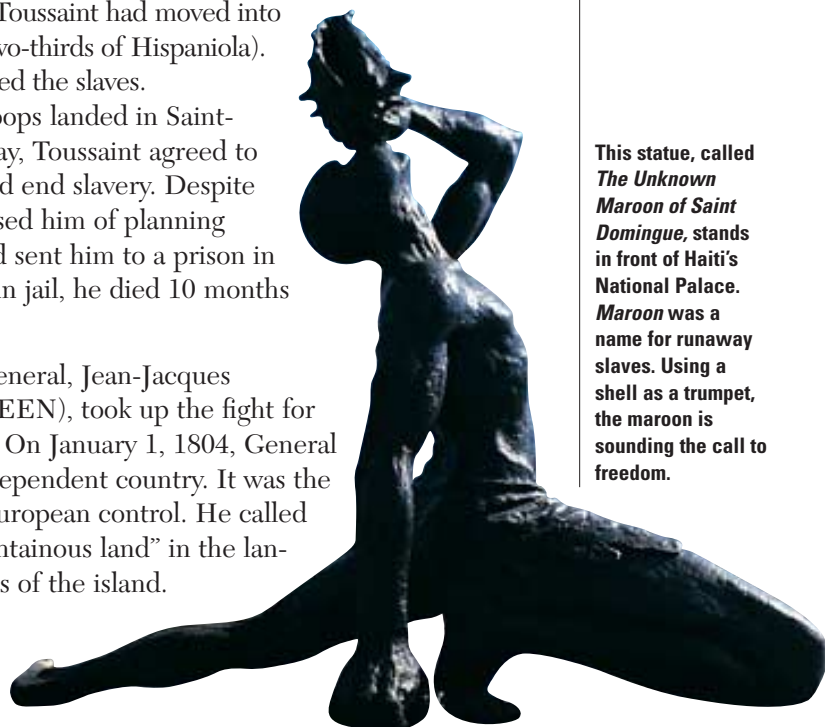 Toussaint had moved into
wo-thirds of Hispaniola).
ed the slaves.
oops landed in Saint-
ay, Toussaint agreed to
d end slavery. Despite
sed him of planning
d sent him to a prison in
in jail, he died 10 months
eneral, Jean-Jacques
EEN), took up the fight for
On January 1, 1804, General
ependent country. It was the
uropean control. He called
ntainous land” in the lan-
s of the island.
This statue, called
The Unknown
Maroon of Saint
Domingue, stands
in front of Haiti’s
National Palace.
Maroon was a
name for runaway
slaves. Using a
shell as a trumpet,
the maroon is
sounding the call to
freedom.